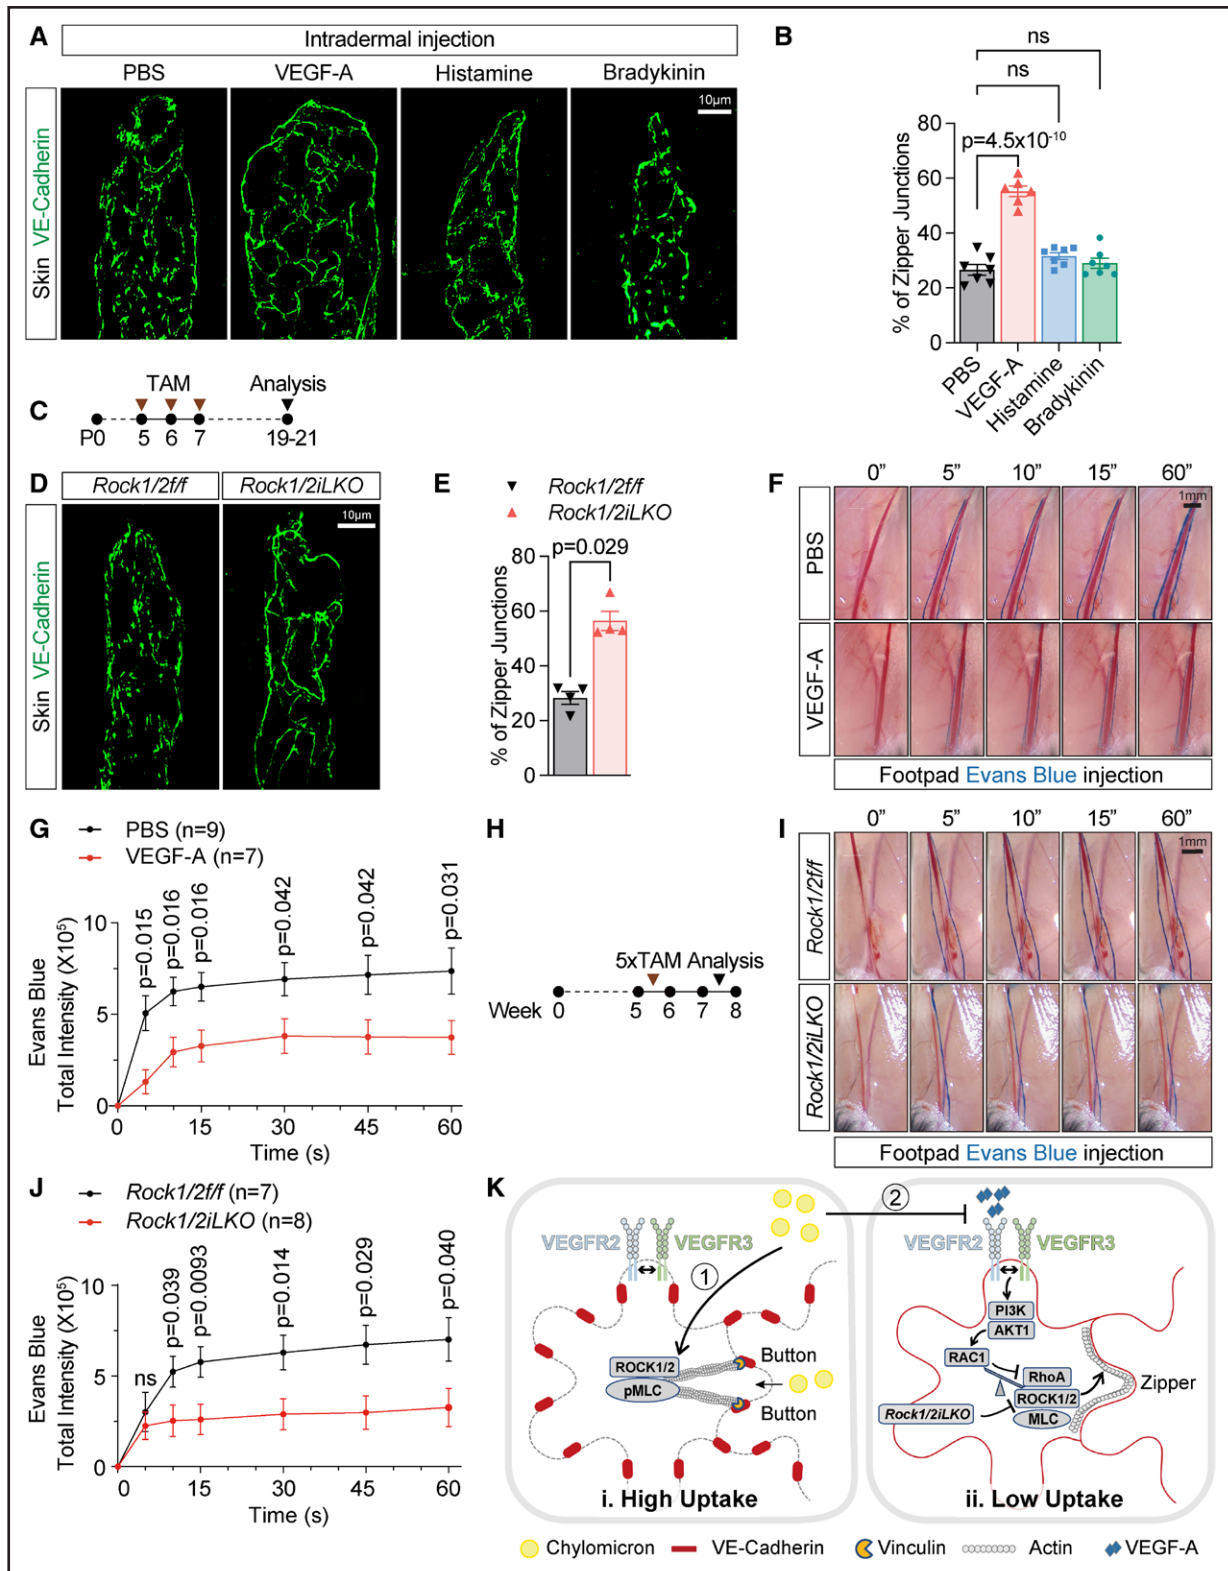 A
Intradermal injection
PBS
VEGF-A
Histamine
Bradykinin
Skin VE-Cadherin
10μm
B
ns
ns
p=4.5x10-10
% of Zipper Junctions
80
60
40
20
0
PBS
VEGF-A
Histamine
Bradykinin
C
TAM
Analysis
P0
5
6
7
19-21
D
Rock1/2f/f
Rock1/2iLKO
Skin VE-Cadherin
10μm
E
Rock1/2f/f
Rock1/2iLKO
p=0.029
% of Zipper Junctions
80
60
40
20
0
F
0”
5”
10”
15”
60”
1mm
PBS
VEGF-A
Footpad Evans Blue injection
G
PBS (n=9)
VEGF-A (n=7)
Evans Blue
Total Intensity (X10⁵)
10
5
0
p=0.015
p=0.016
p=0.016
p=0.042
p=0.042
p=0.031
0
15
30
45
60
Time (s)
H
5xTAM Analysis
Week 0
5
6
7
8
I
0”
5”
10”
15”
60”
1mm
Rock1/2f/f
Rock1/2iLKO
Footpad Evans Blue injection
J
Rock1/2f/f (n=7)
Rock1/2iLKO (n=8)
Evans Blue
Total Intensity (X10⁵)
10
5
0
ns
p=0.039
p=0.0093
p=0.014
p=0.029
p=0.040
0
15
30
45
60
Time (s)
K
VEGFR2
VEGFR3
1
ROCK1/2
pMLC
Button
Button
i. High Uptake
2
VEGFR2
VEGFR3
PI3K
AKT1
RAC1
RhoA
ROCK1/2
MLC
Rock1/2iLKO
Zipper
ii. Low Uptake
Chylomicron
VE-Cadherin
Vinculin
Actin
VEGF-A